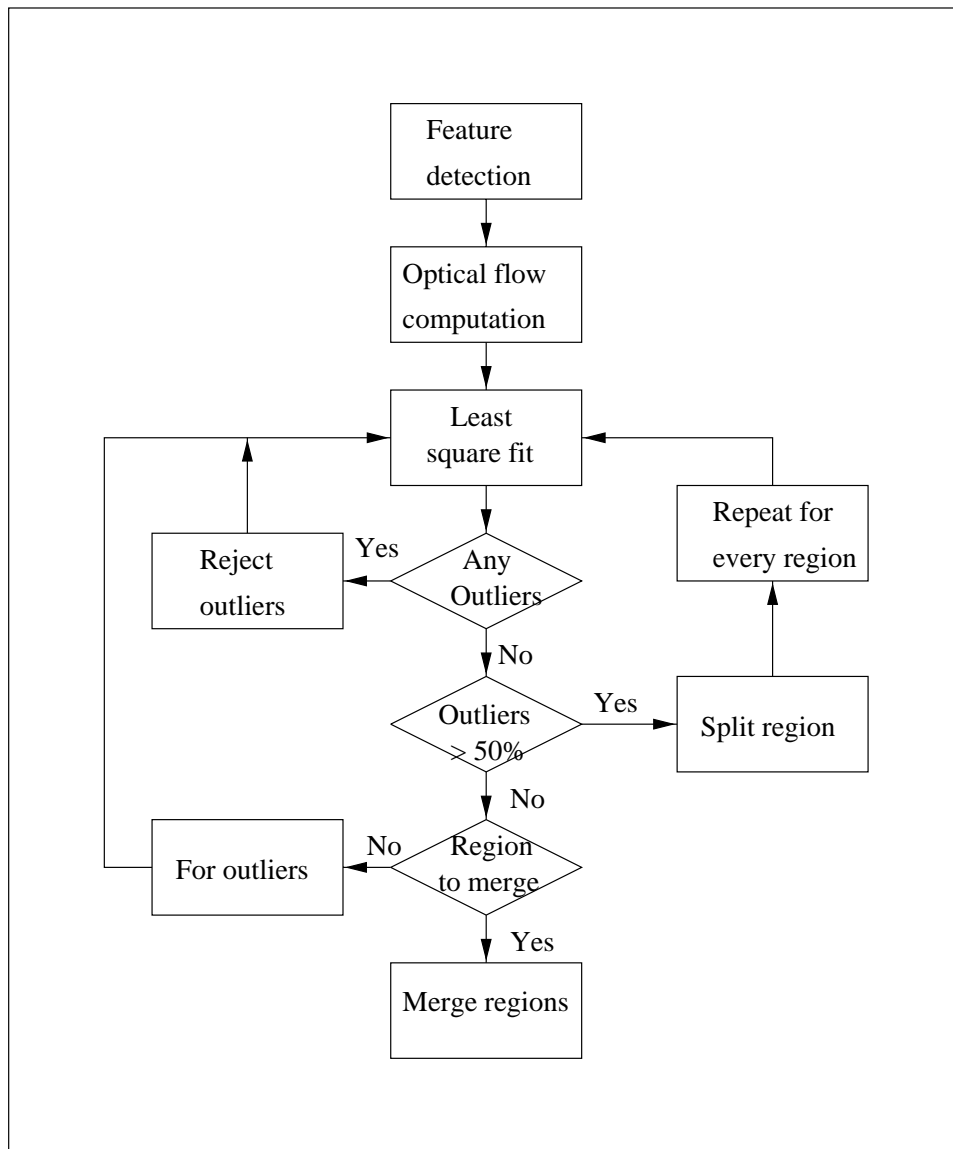 Feature
detection
Optical flow
computation
Least
square fit
Repeat for
every region
Yes
Reject
outliers
Any
Outliers
No
Yes
Outliers
> 50%
Split region
No
No
Region
to merge
For outliers
Yes
Merge regions